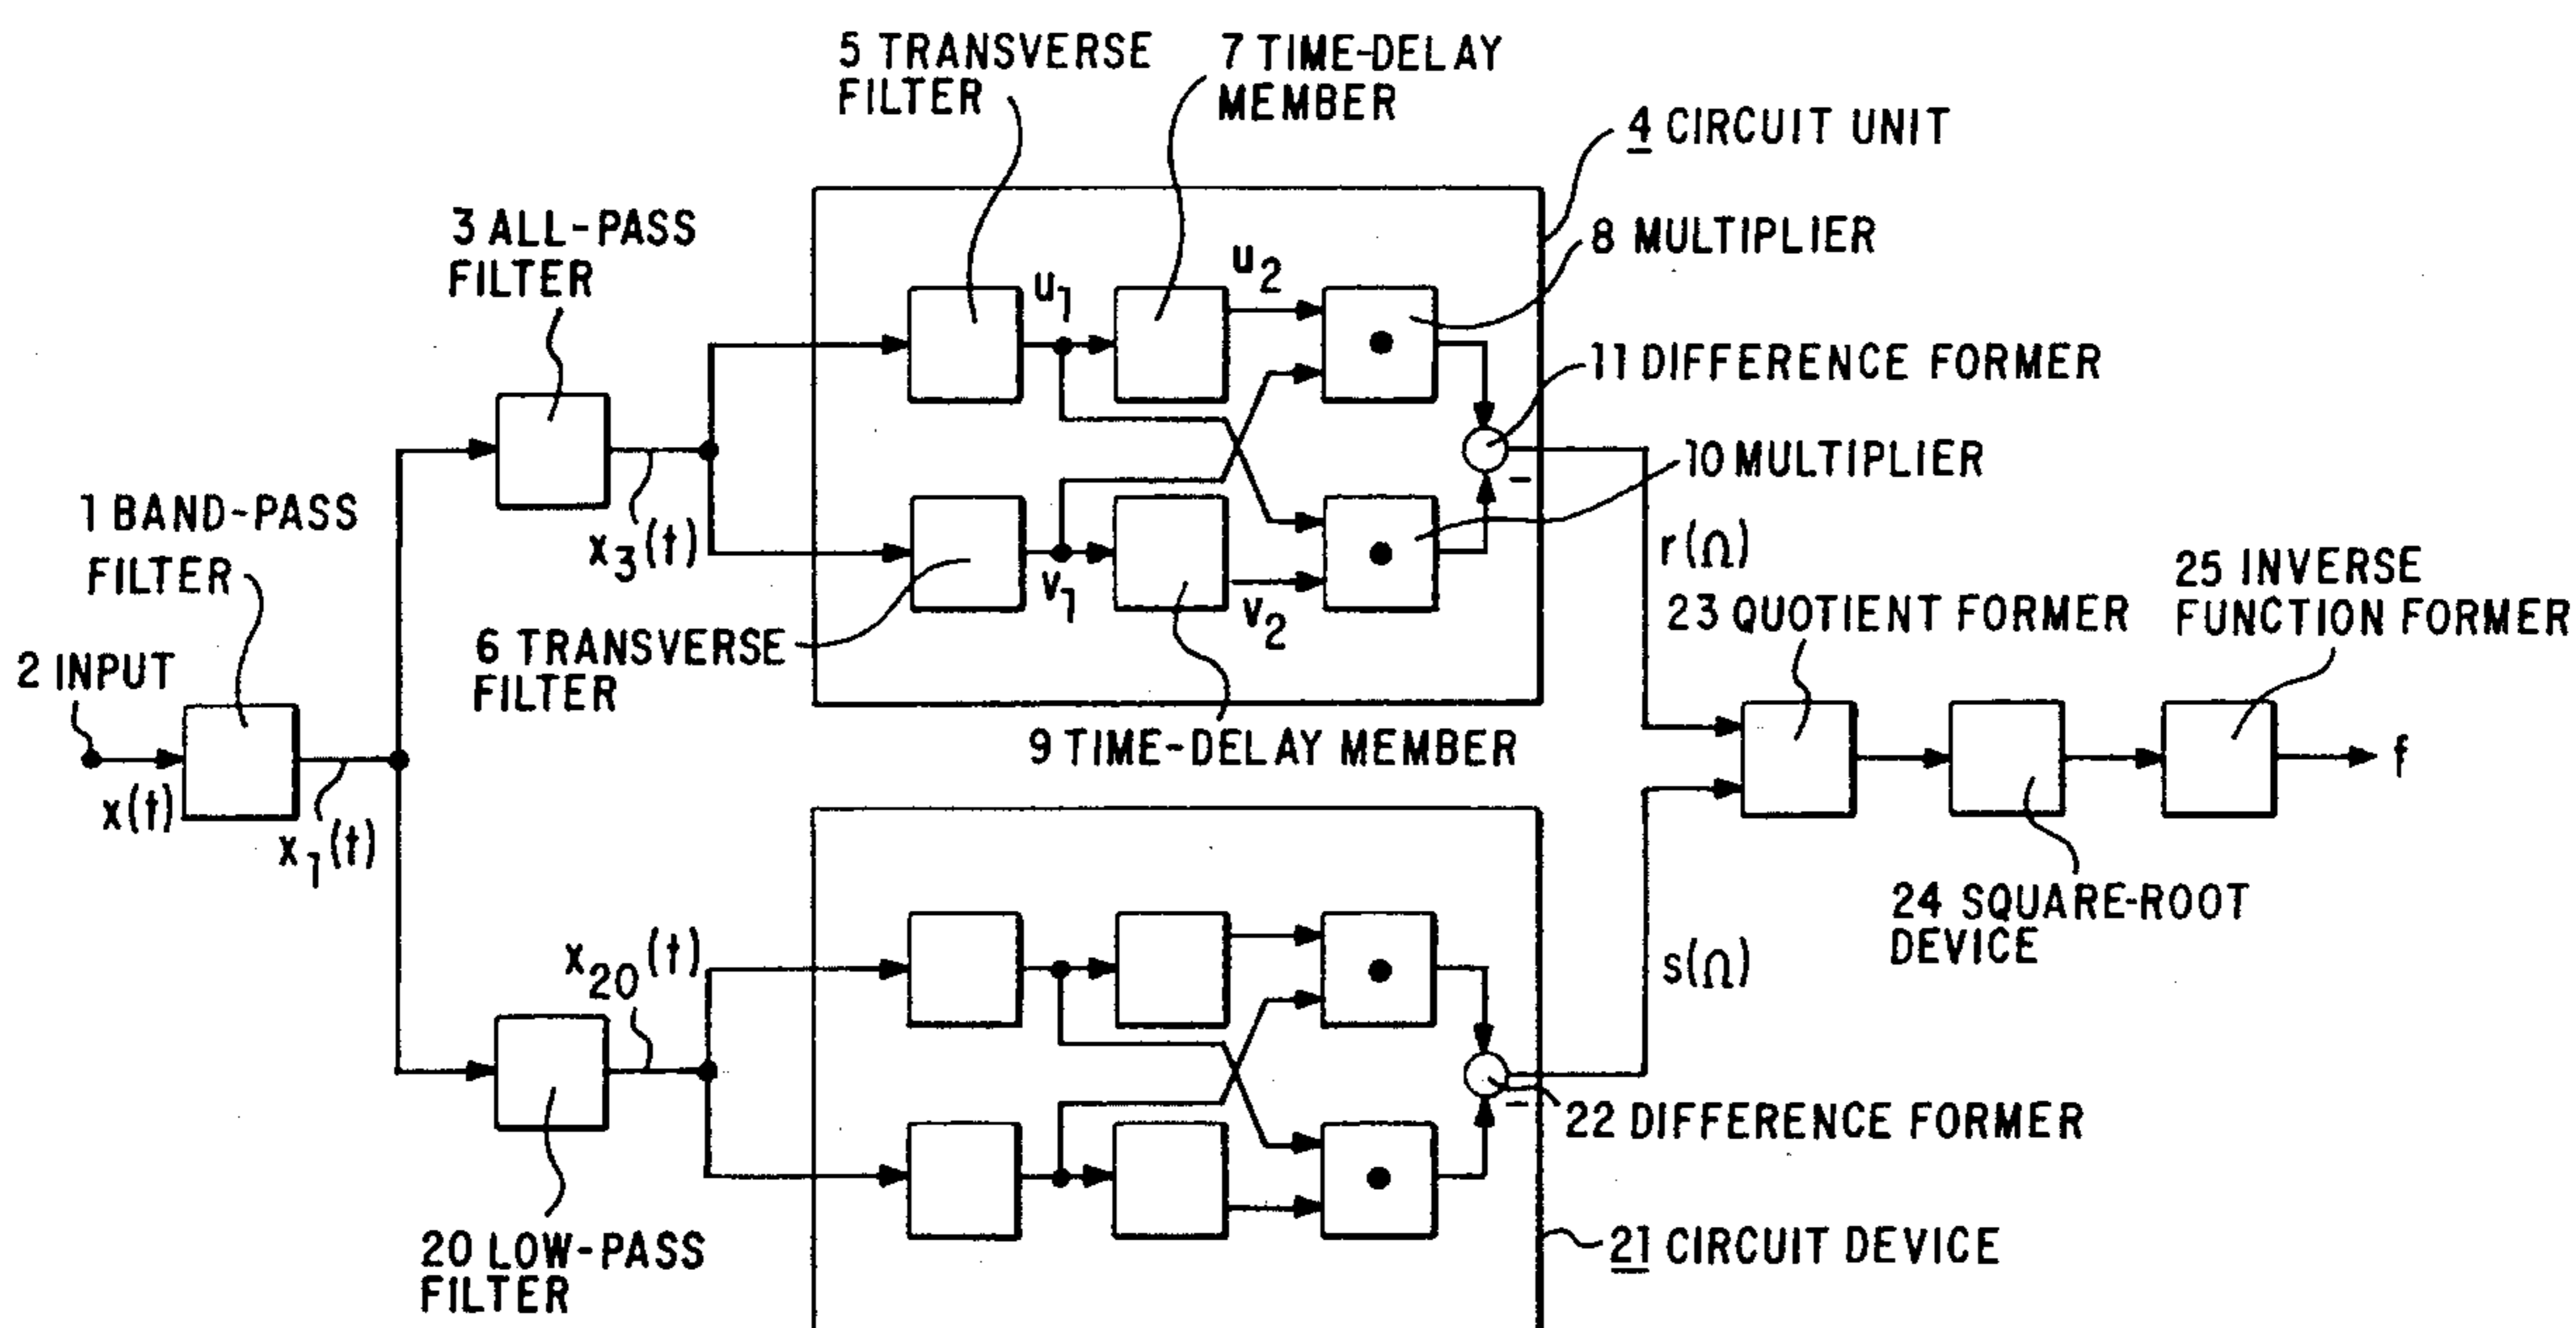 5 TRANSVERSE
FILTER
7 TIME-DELAY
MEMBER
4 CIRCUIT UNIT
3 ALL-PASS
FILTER
8 MULTIPLIER
u1
u2
11 DIFFERENCE FORMER
10 MULTIPLIER
-
1 BAND-PASS
FILTER
x3(t)
r(Ω)
v1
v2
6 TRANSVERSE
FILTER
25 INVERSE
FUNCTION FORMER
23 QUOTIENT FORMER
2 INPUT
9 TIME-DELAY MEMBER
x(t)
x1(t)
f
24 SQUARE-ROOT
DEVICE
x20(t)
s(Ω)
-
22 DIFFERENCE FORMER
20 LOW-PASS
FILTER
21 CIRCUIT DEVICE